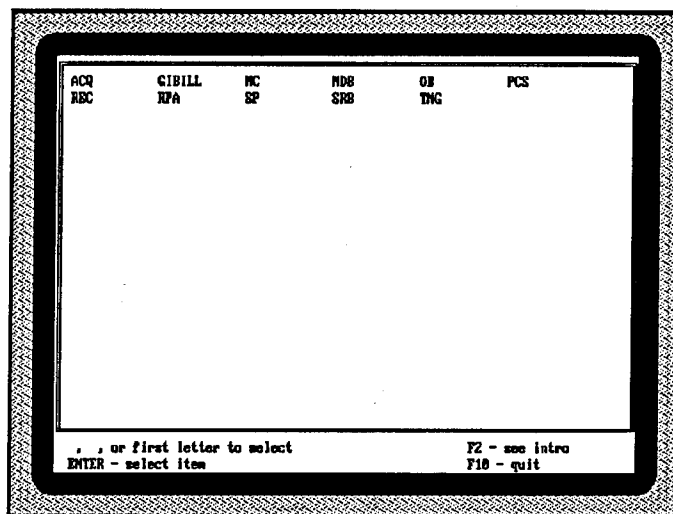 ACQ GIBILL MC NDB OB PCS
REC RPA SP SRB TNG
, , or first letter to select F2 - see intro
ENTER - select item F10 - quit